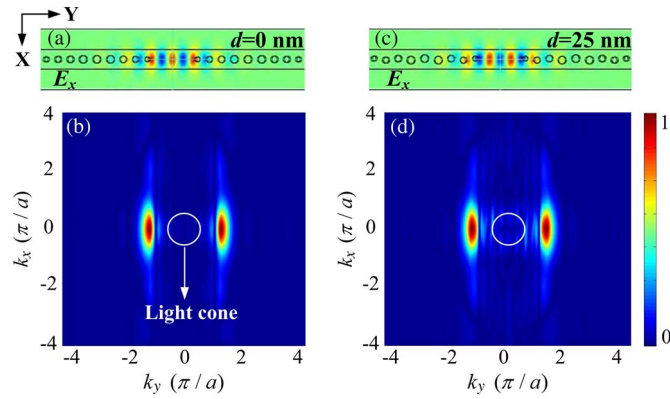 Y
X
(a)
d=0 nm
E_x
(c)
d=25 nm
E_x
(b)
4
2
0
-2
-4
k_x (π / a)
Light cone
-4
-2
0
2
4
k_y (π / a)
(d)
4
2
0
-2
-4
k_x (π / a)
-4
-2
0
2
4
k_y (π / a)
1
0